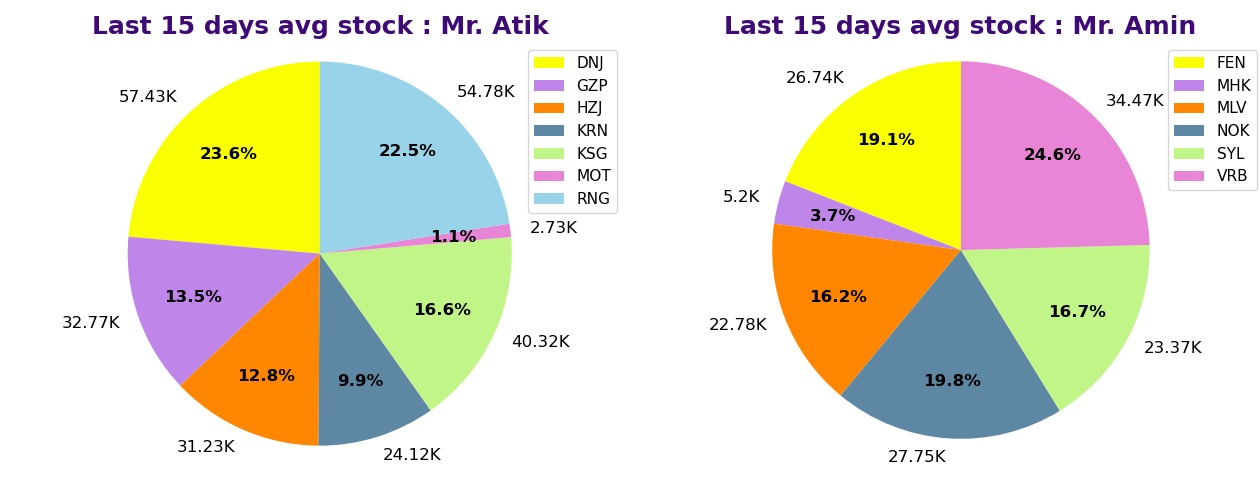 Last 15 days avg stock : Mr. Atik
DNJ
GZP
HZJ
KRN
KSG
MOT
RNG
57.43K
54.78K
23.6%
22.5%
2.73K
1.1%
13.5%
32.77K
16.6%
40.32K
12.8%
9.9%
31.23K
24.12K
Last 15 days avg stock : Mr. Amin
FEN
MHK
MLV
NOK
SYL
VRB
26.74K
34.47K
19.1%
24.6%
5.2K
3.7%
16.2%
22.78K
16.7%
23.37K
19.8%
27.75K